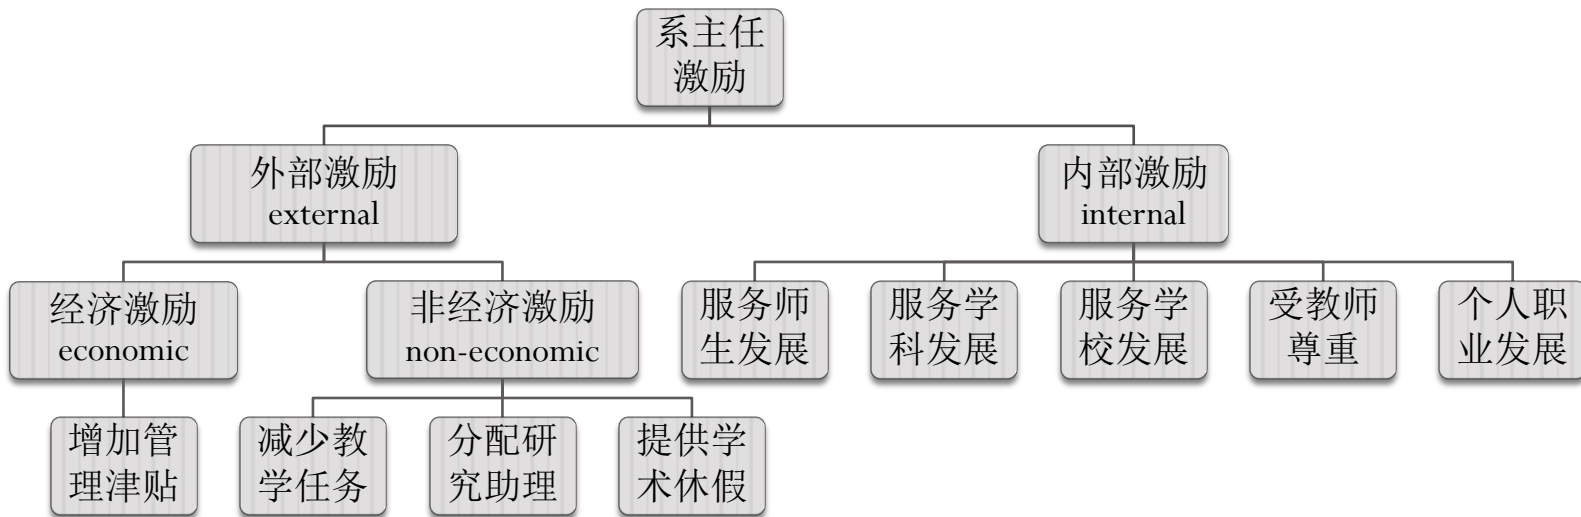 系主任
激励
外部激励
external
内部激励
internal
经济激励
economic
非经济激励
non-economic
服务师
生发展
服务学
科发展
服务学
校发展
受教师
尊重
个人职
业发展
增加管
理津贴
减少教
学任务
分配研
究助理
提供学
术休假